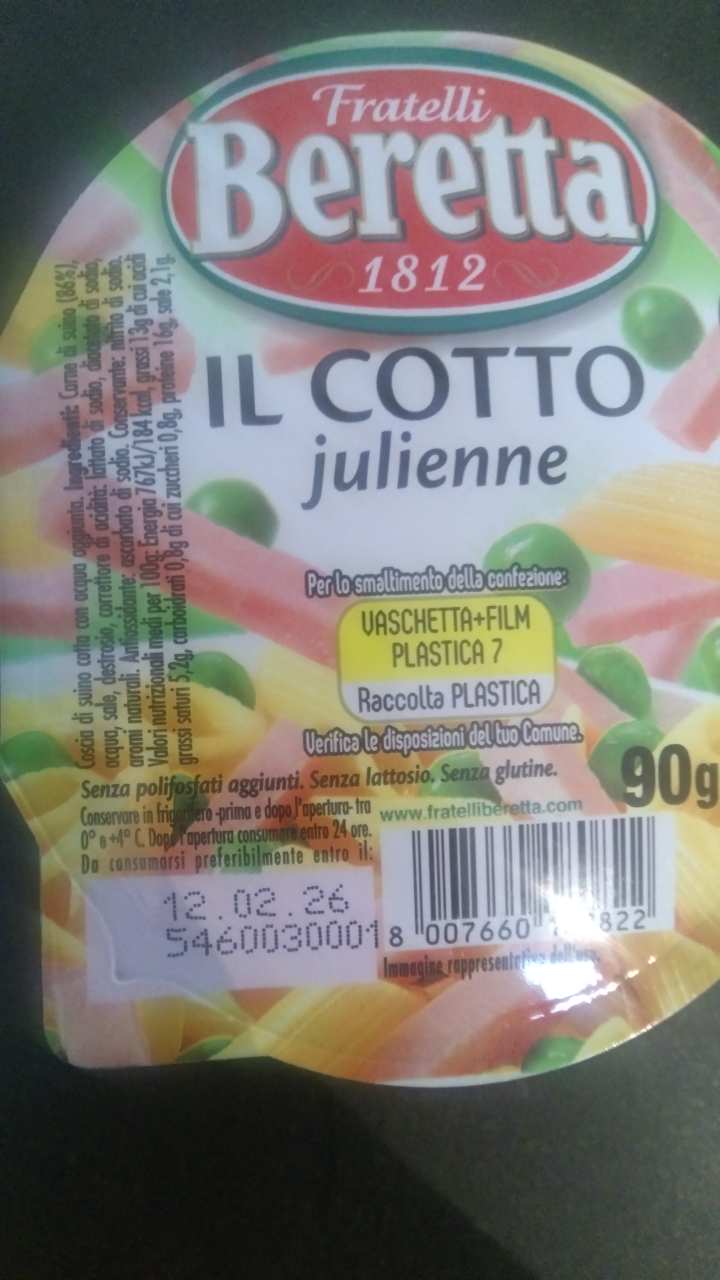 Fratelli
Beretta
1812
IL COTTO
julienne
Coscia di suino cotta con acqua aggiunta. Ingredienti: Carne di suino (86%),
acqua, sale, destrosio, correttore di acidità: lattato di sodio, diacetato di sodio,
aromi naturali. Antiossidante: ascorbato di sodio. Conservante: nitrito di sodio.
Valori nutrizionali medi per 100g: Energia 767kJ/184 kcal, grassi 13g di cui acidi
grassi saturi 5,2g, carboidrati 0,8g di cui zuccheri 0,8g, proteine 16g, sale 2,1g.
Per lo smaltimento della confezione:
VASCHETTA+FILM
PLASTICA 7
Raccolta PLASTICA
Verifica le disposizioni del tuo Comune.
Senza polifosfati aggiunti. Senza lattosio. Senza glutine.
90g
Conservare in frigorifero -prima e dopo l'apertura- tra
0° e +4° C. Dopo l'apertura consumare entro 24 ore.
Da consumarsi preferibilmente entro il:
www.fratelliberetta.com
12.02.26
5460030001
8 007660 822
Immagine rappresentativa dell'uso.